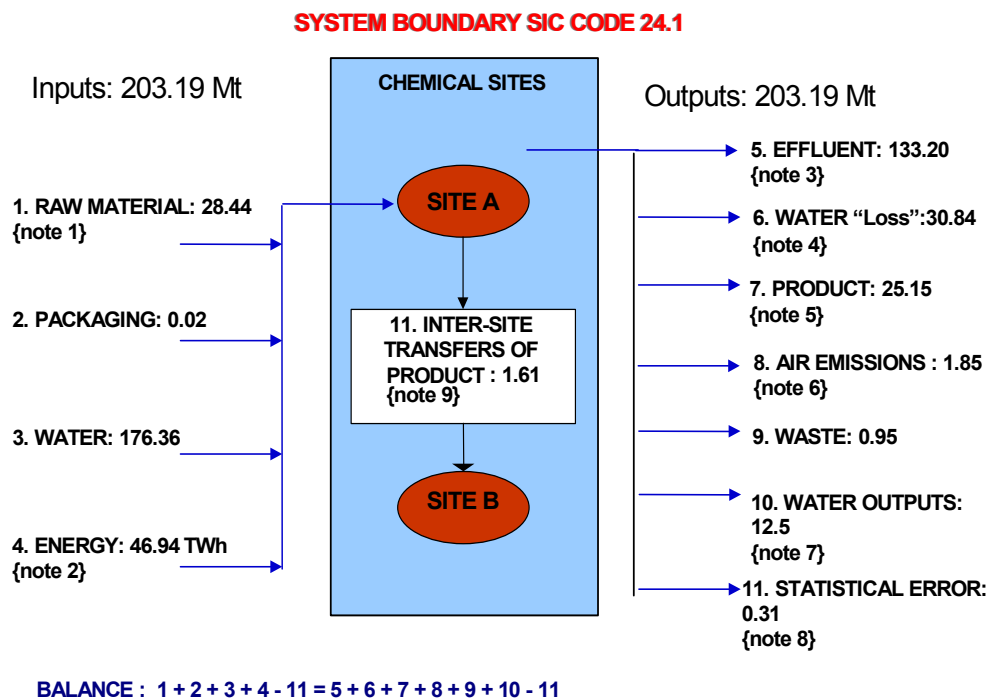 SYSTEM BOUNDARY SIC CODE 24.1
Inputs: 203.19 Mt
CHEMICAL SITES
Outputs: 203.19 Mt
1. RAW MATERIAL: 28.44
{note 1}
2. PACKAGING: 0.02
3. WATER: 176.36
4. ENERGY: 46.94 TWh
{note 2}
SITE A
11. INTER-SITE
TRANSFERS OF
PRODUCT : 1.61
{note 9}
SITE B
5. EFFLUENT: 133.20
{note 3}
6. WATER “Loss”:30.84
{note 4}
7. PRODUCT: 25.15
{note 5}
8. AIR EMISSIONS : 1.85
{note 6}
9. WASTE: 0.95
10. WATER OUTPUTS:
12.5
{note 7}
11. STATISTICAL ERROR:
0.31
{note 8}
BALANCE : 1 + 2 + 3 + 4 - 11 = 5 + 6 + 7 + 8 + 9 + 10 - 11